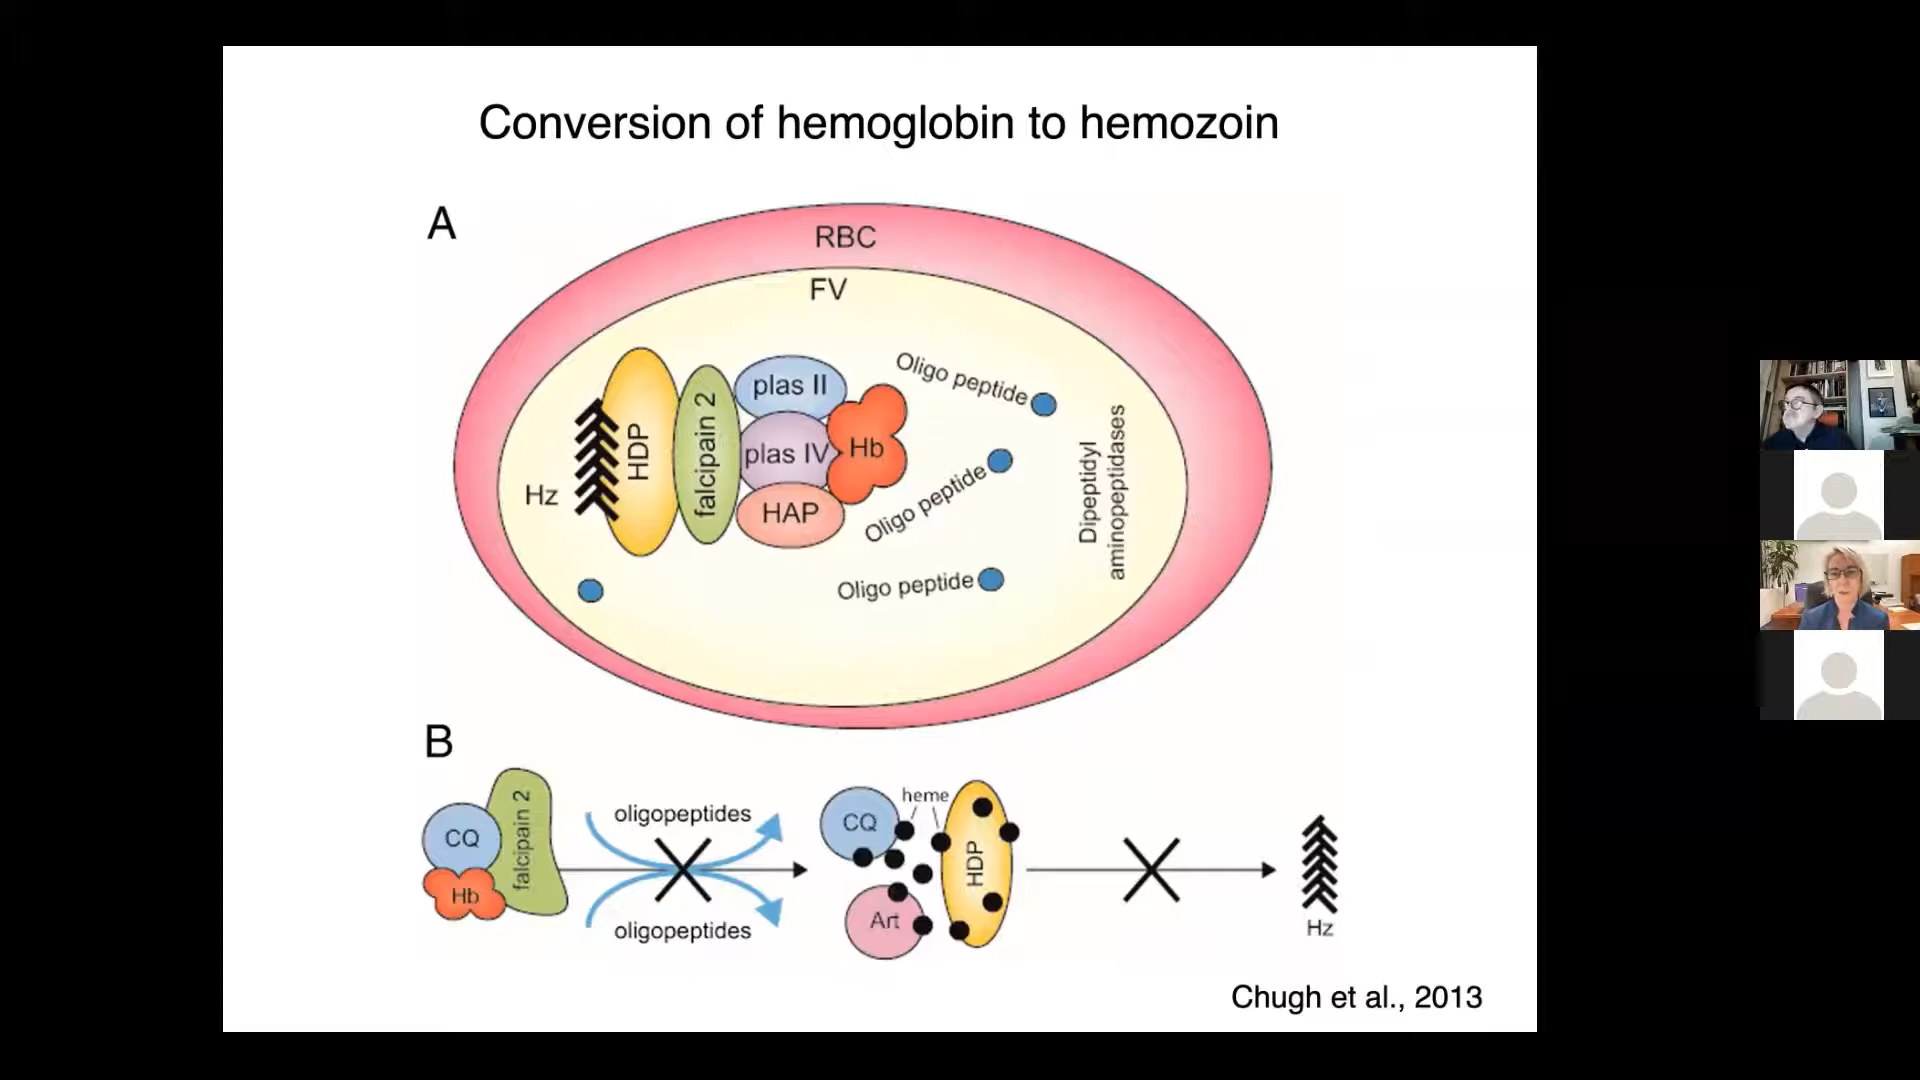 Conversion of hemoglobin to hemozoin
A
RBC
FV
Hz
HDP
falcipain 2
plas II
plas IV
HAP
Hb
Oligo peptide
Oligo peptide
Oligo peptide
Dipeptidyl
aminopeptidases
B
CQ
Hb
falcipain 2
oligopeptides
oligopeptides
CQ
heme
Art
HDP
Hz
Chugh et al., 2013